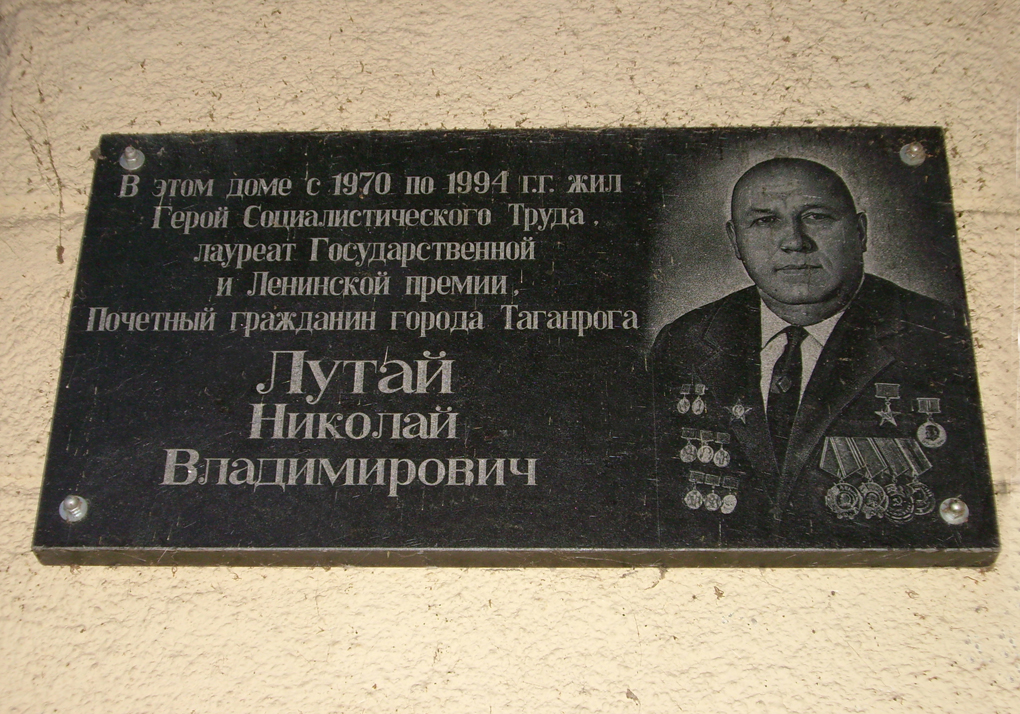 В этом доме с 1970 по 1994 г.г. жил
Герой Социалистического Труда,
лауреат Государственной
и Ленинской премии,
Почетный гражданин города Таганрога
Лутай
Николай
Владимирович